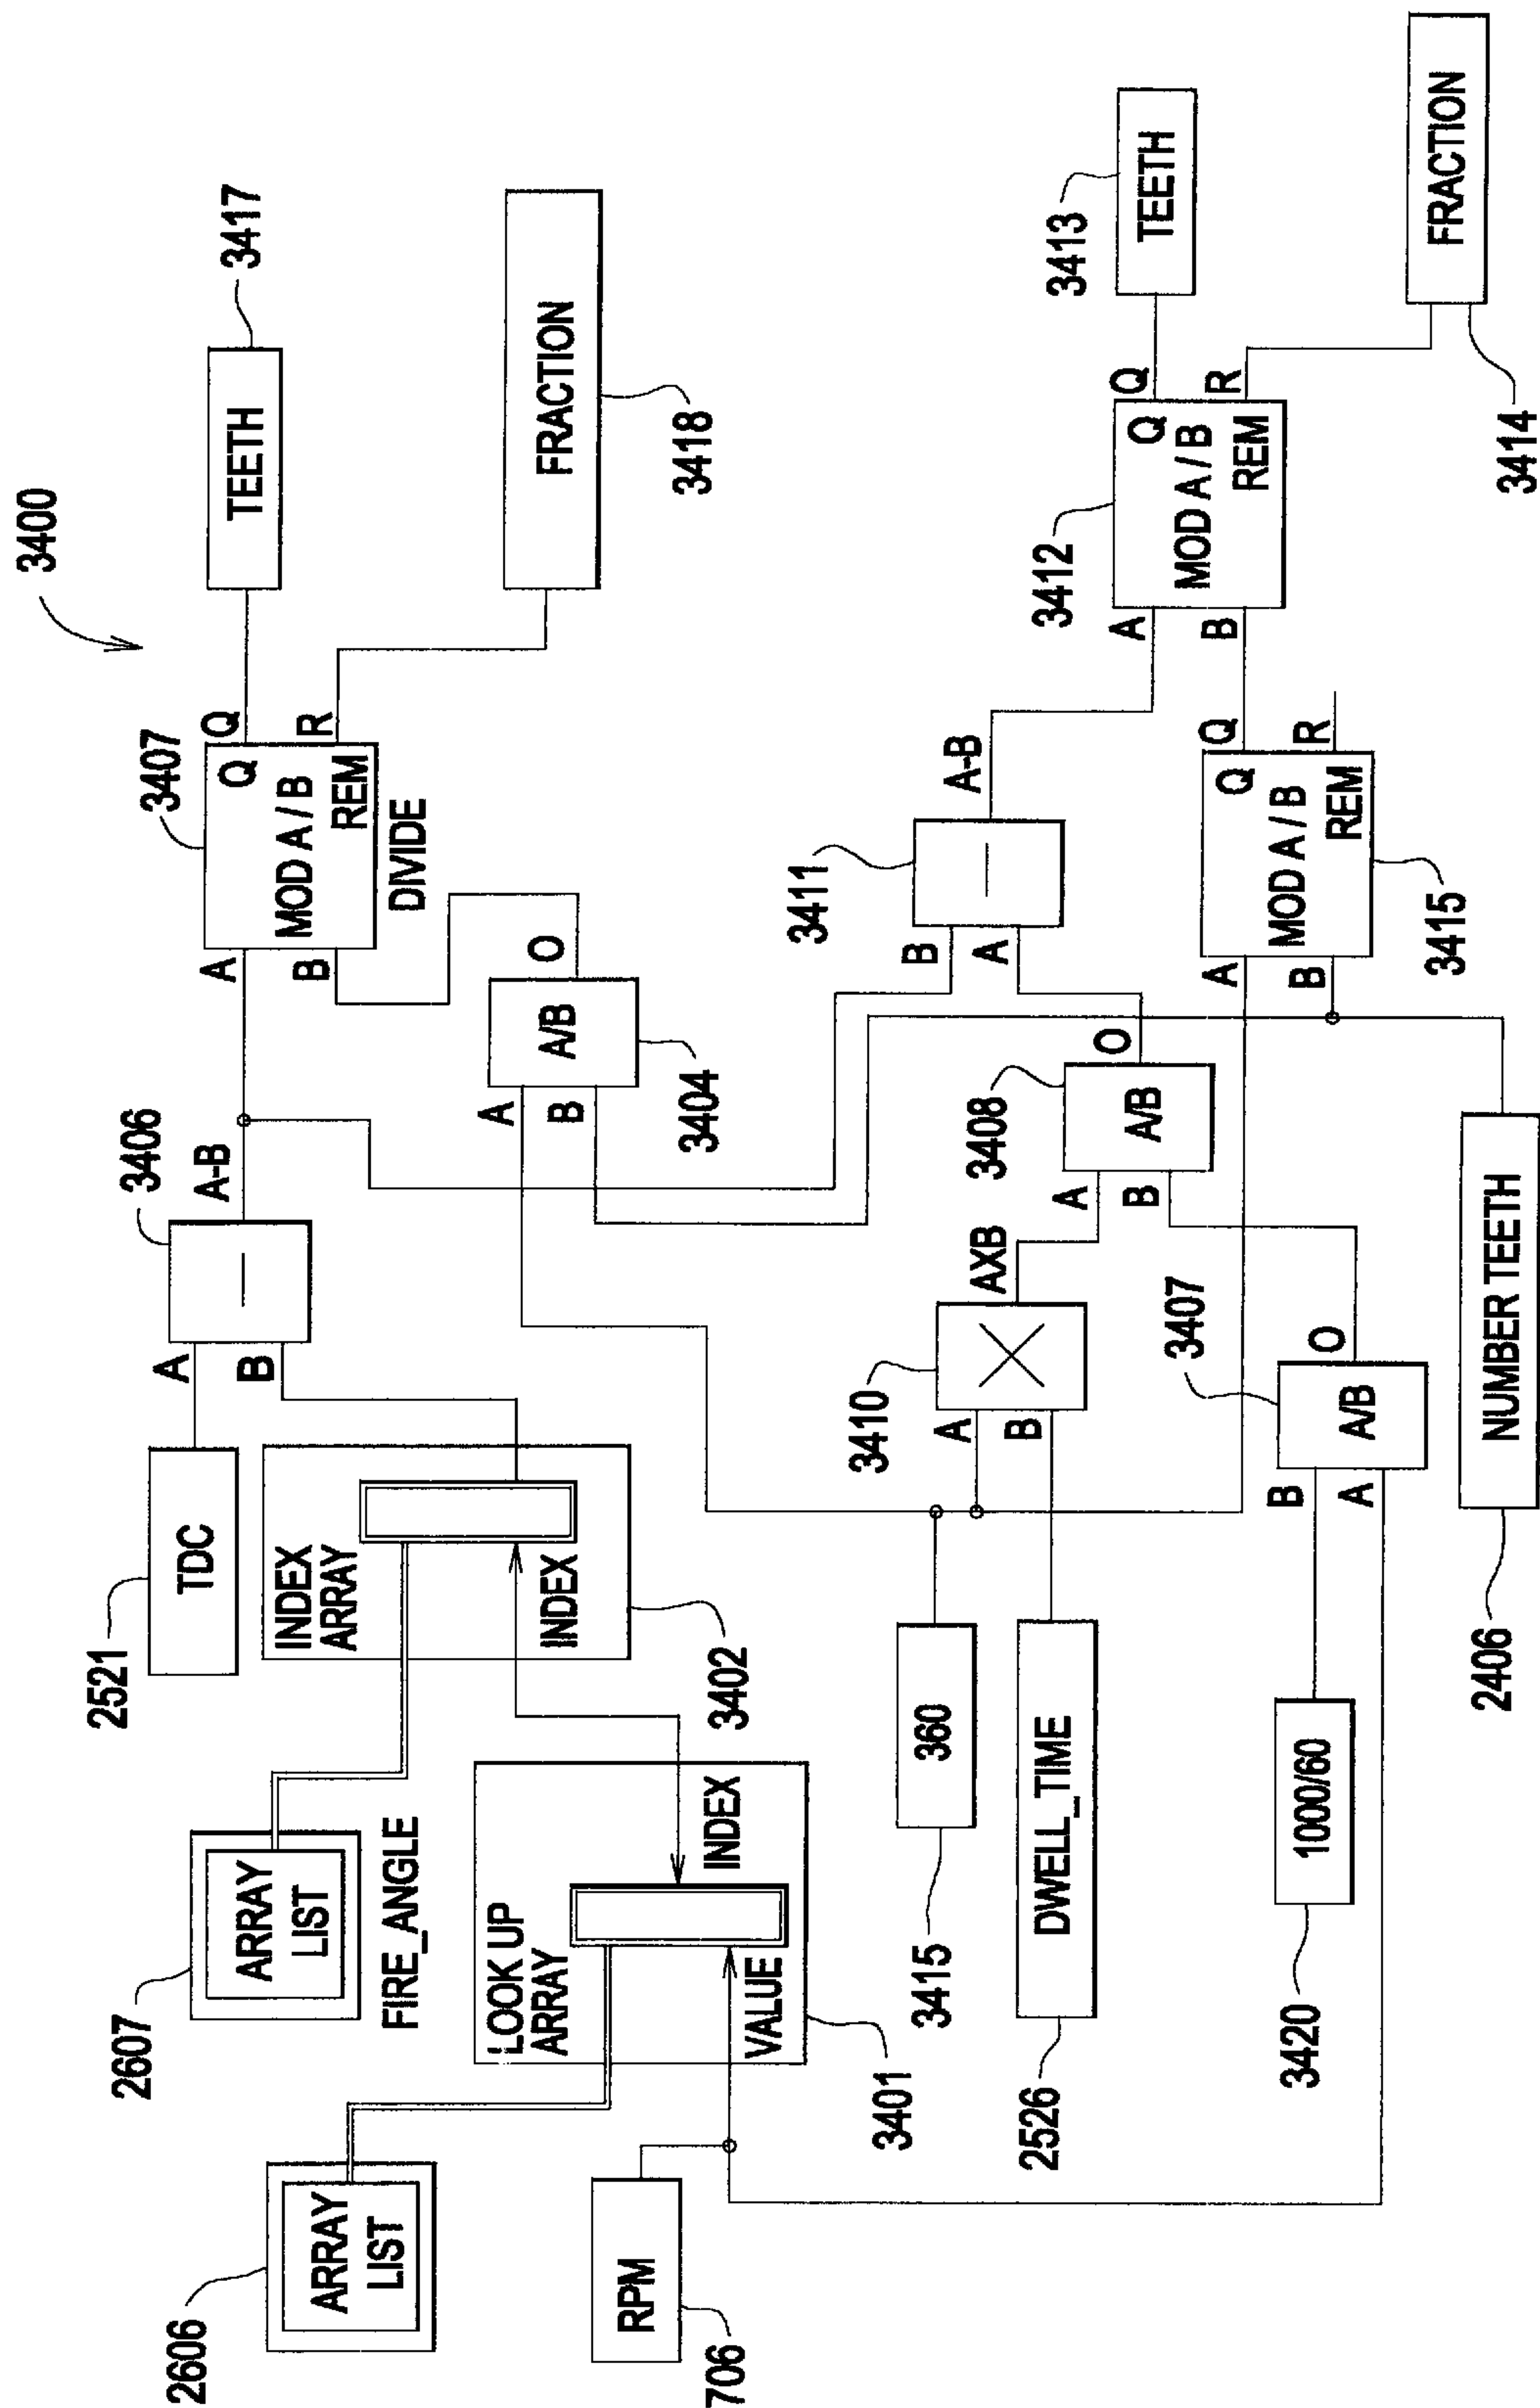 3400
2606
ARRAY
LIST
2607
ARRAY
LIST
FIRE_ANGLE
2521
TDC
INDEX
ARRAY
INDEX
3402
A
B
3406
A-B
3407
A
B
MOD A / B
Q
REM
DIVIDE
Q
R
TEETH
3417
FRACTION
3418
RPM
706
LOOK UP
ARRAY
VALUE
INDEX
3401
A
B
A/B
O
3404
360
3415
DWELL_TIME
2526
3410
A
B
AXB
3408
A
B
A/B
O
3411
B
A
A-B
3412
A
B
MOD A / B
Q
REM
Q
R
3413
TEETH
FRACTION
3414
1000/60
3420
3407
B
A
A/B
O
A
B
MOD A / B
Q
REM
Q
R
3415
NUMBER TEETH
2406